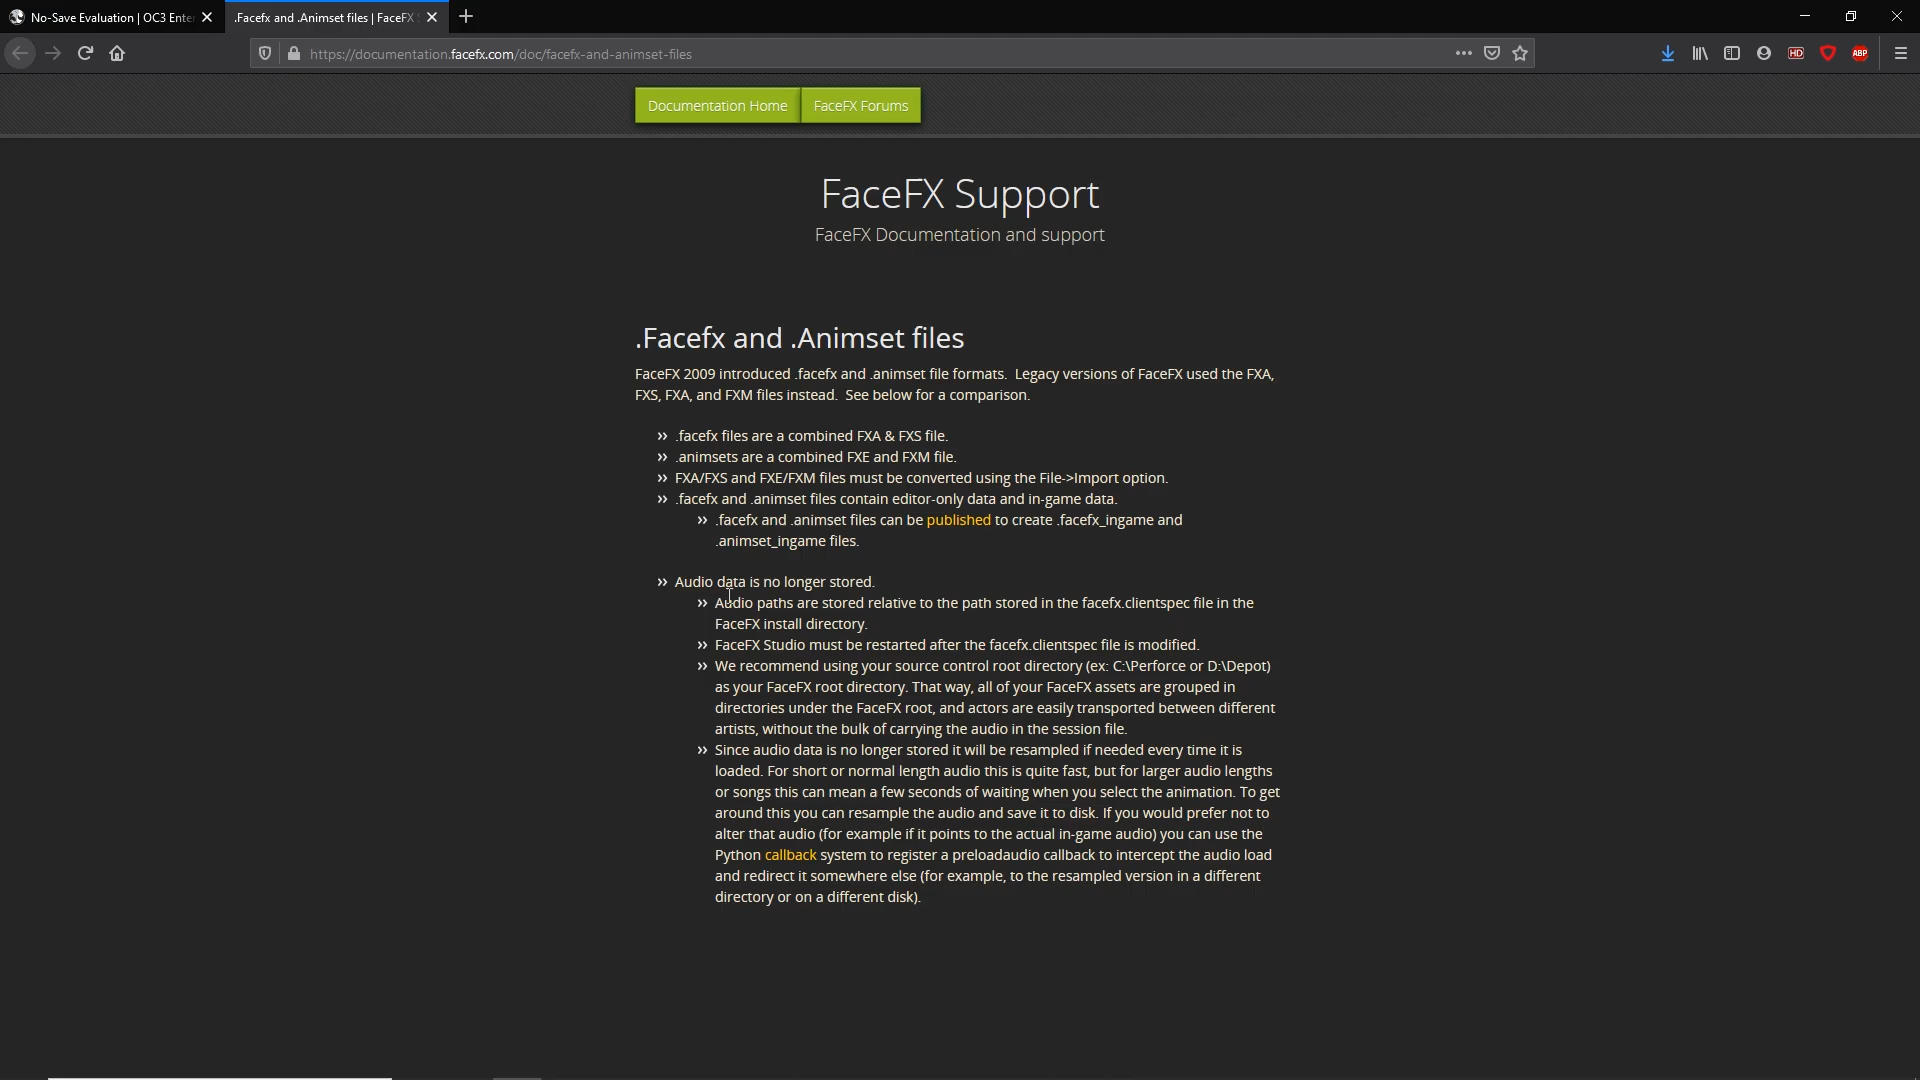 No-Save Evaluation | OC3 Ente
.Facefx and .Animset files | FaceFX S
https://documentation.facefx.com/doc/facefx-and-animset-files
HD
ABP
Documentation Home
FaceFX Forums
FaceFX Support
FaceFX Documentation and support
.Facefx and .Animset files
FaceFX 2009 introduced .facefx and .animset file formats.  Legacy versions of FaceFX used the FXA,
FXS, FXA, and FXM files instead.  See below for a comparison.
» .facefx files are a combined FXA & FXS file.
» .animsets are a combined FXE and FXM file.
» FXA/FXS and FXE/FXM files must be converted using the File->Import option.
» .facefx and .animset files contain editor-only data and in-game data.
» .facefx and .animset files can be published to create .facefx_ingame and
.animset_ingame files.
» Audio data is no longer stored.
» Audio paths are stored relative to the path stored in the facefx.clientspec file in the
FaceFX install directory.
» FaceFX Studio must be restarted after the facefx.clientspec file is modified.
» We recommend using your source control root directory (ex: C:\Perforce or D:\Depot)
as your FaceFX root directory. That way, all of your FaceFX assets are grouped in
directories under the FaceFX root, and actors are easily transported between different
artists, without the bulk of carrying the audio in the session file.
» Since audio data is no longer stored it will be resampled if needed every time it is
loaded. For short or normal length audio this is quite fast, but for larger audio lengths
or songs this can mean a few seconds of waiting when you select the animation. To get
around this you can resample the audio and save it to disk. If you would prefer not to
alter that audio (for example if it points to the actual in-game audio) you can use the
Python callback system to register a preloadaudio callback to intercept the audio load
and redirect it somewhere else (for example, to the resampled version in a different
directory or on a different disk).